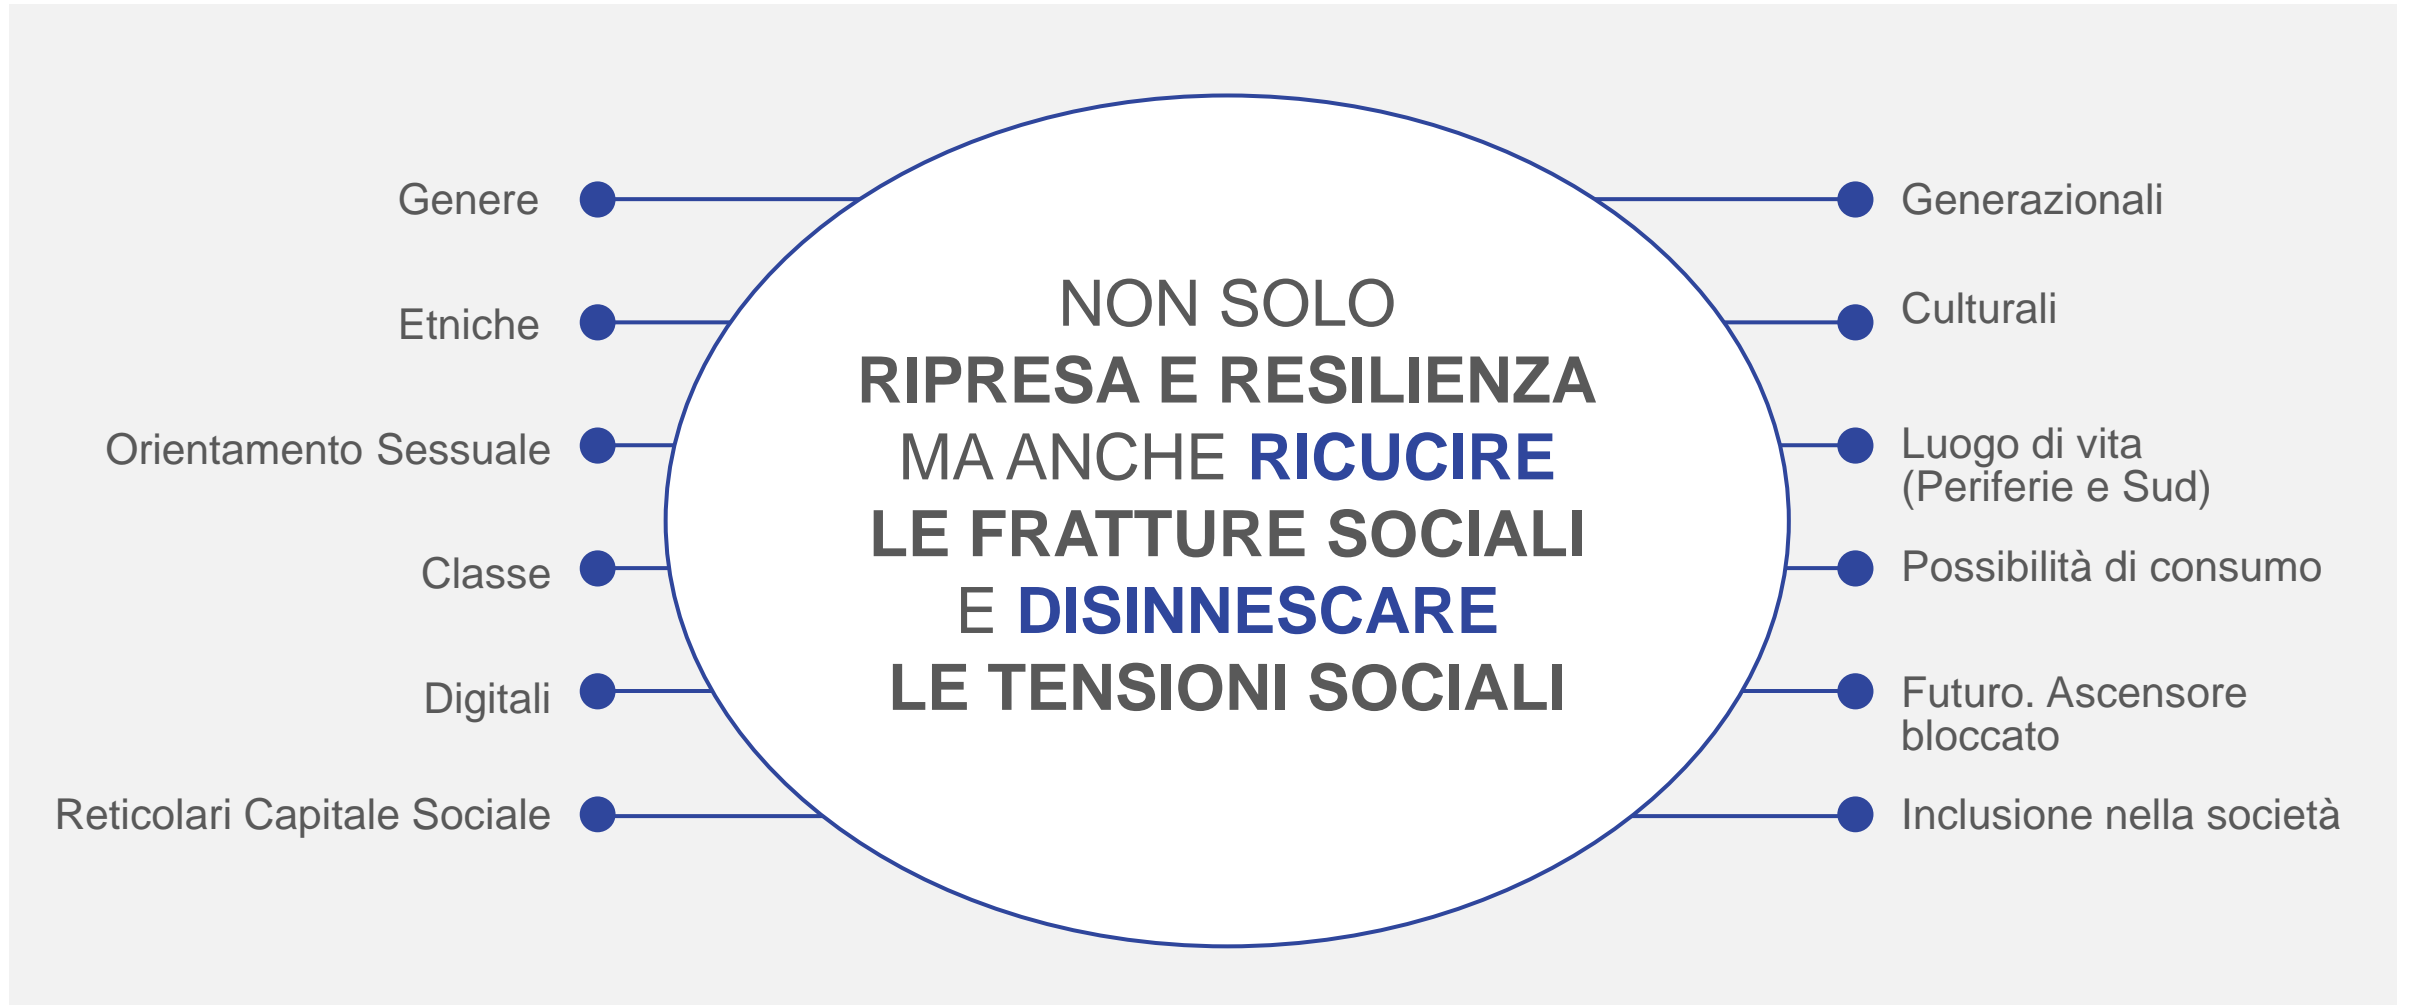 Genere
Etniche
Orientamento Sessuale
Classe
Digitali
Reticolari Capitale Sociale
NON SOLO
RIPRESA E RESILIENZA
MA ANCHE RICUCIRE
LE FRATTURE SOCIALI
E DISINNESCARE
LE TENSIONI SOCIALI
Generazionali
Culturali
Luogo di vita
(Periferie e Sud)
Possibilità di consumo
Futuro. Ascensore
bloccato
Inclusione nella società